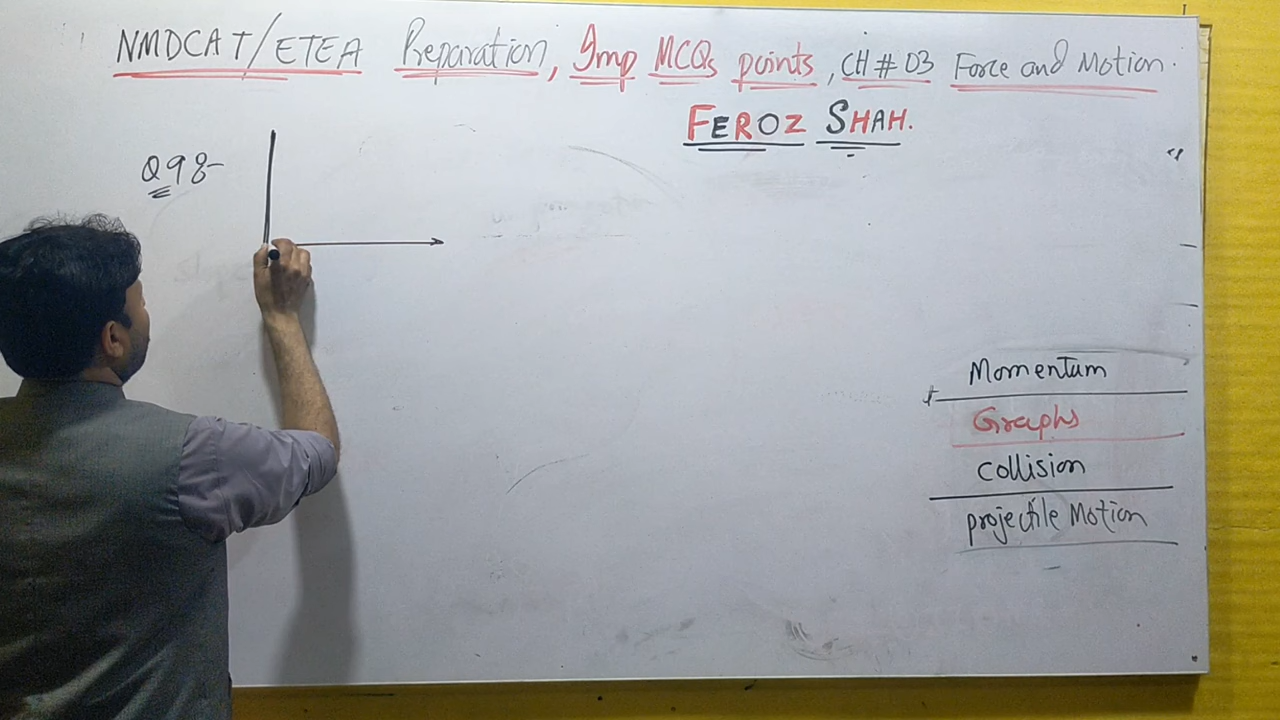 NMDCAT/ETEA Preparation, Imp MCQs points, CH # 03 Force and Motion.
FEROZ SHAH.
Q98-
Momentum
Graphs
collision
projectile Motion